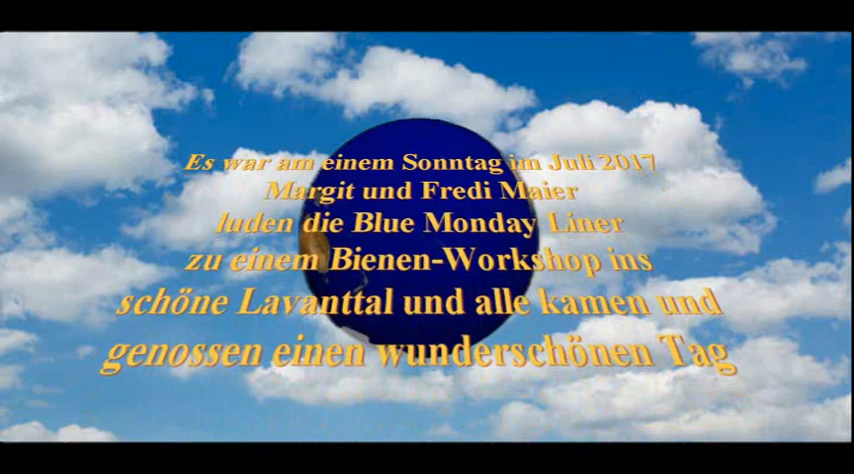 Es war am einem Sonntag im Juli 2017
Margit und Fredi Maier
luden die Blue Monday Liner
zu einem Bienen-Workshop ins
schöne Lavanttal und alle kamen und
genossen einen wunderschönen Tag